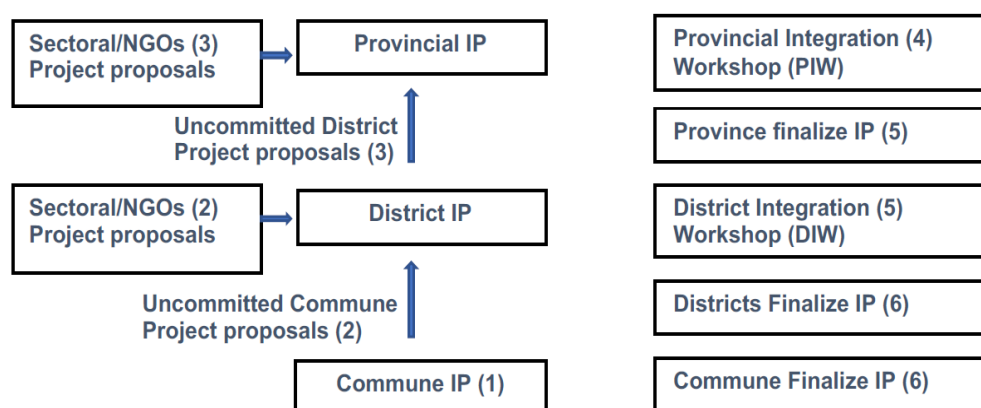 Sectoral/NGOs (3)
Project proposals
Provincial IP
Uncommitted District
Project proposals (3)
Sectoral/NGOs (2)
Project proposals
District IP
Uncommitted Commune
Project proposals (2)
Commune IP (1)
Provincial Integration (4)
Workshop (PIW)
Province finalize IP (5)
District Integration (5)
Workshop (DIW)
Districts Finalize IP (6)
Commune Finalize IP (6)